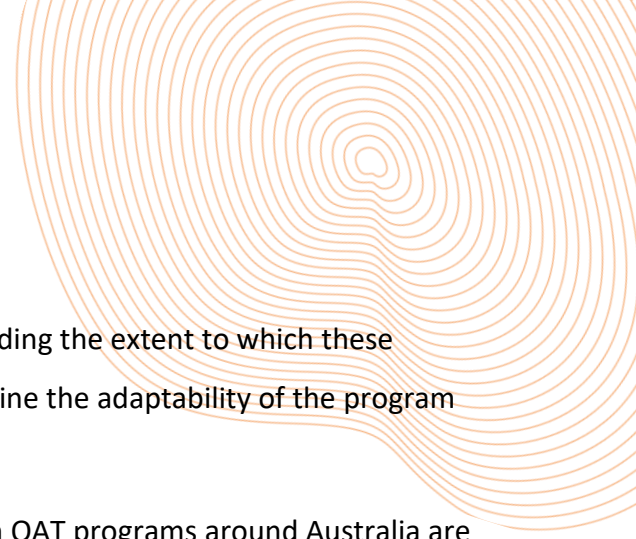 ding the extent to which these
ine the adaptability of the program
OAT programs around Australia are